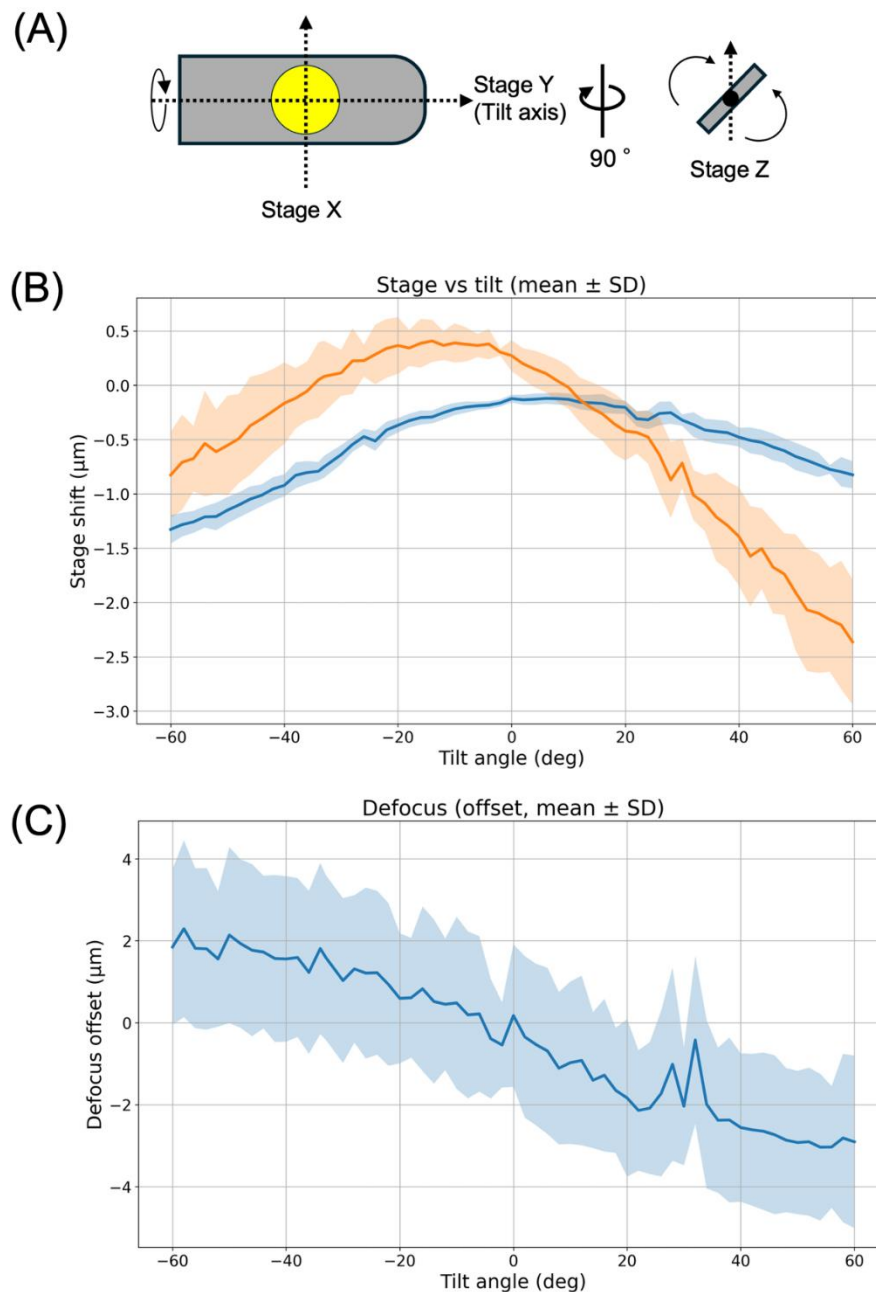 (A)
Stage Y
(Tilt axis)
90 °
Stage Z
Stage X
(B)
Stage vs tilt (mean ± SD)
Stage shift (μm)
0.5
0.0
−0.5
−1.0
−1.5
−2.0
−2.5
−3.0
−60 −40 −20 0 20 40 60
Tilt angle (deg)
(C)
Defocus (offset, mean ± SD)
Defocus offset (μm)
4
2
0
−2
−4
−60 −40 −20 0 20 40 60
Tilt angle (deg)